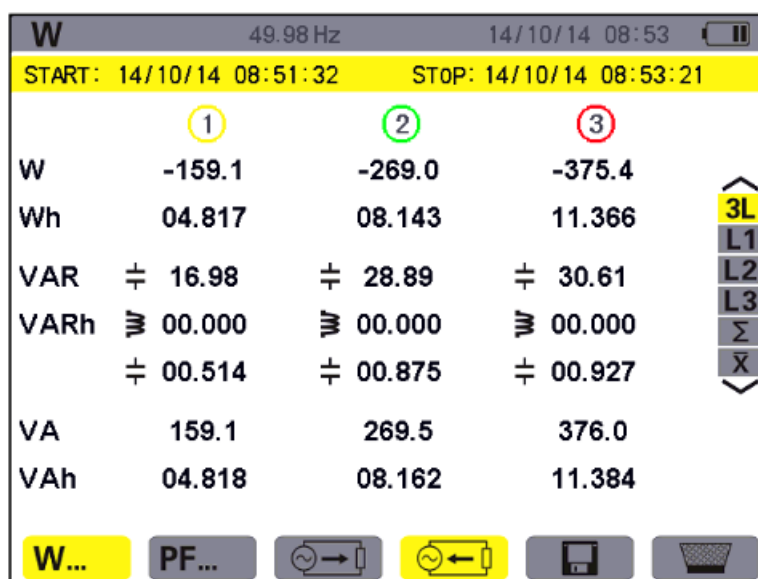 W 49.98 Hz 14/10/14 08:53
START: 14/10/14 08:51:32 STOP: 14/10/14 08:53:21
1 2 3
W -159.1 -269.0 -375.4
Wh 04.817 08.143 11.366
VAR 16.98 28.89 30.61
VARh 00.000 00.000 00.000
00.514 00.875 00.927
VA 159.1 269.5 376.0
VAh 04.818 08.162 11.384
3L
L1
L2
L3
Σ
X̅
W... PF...